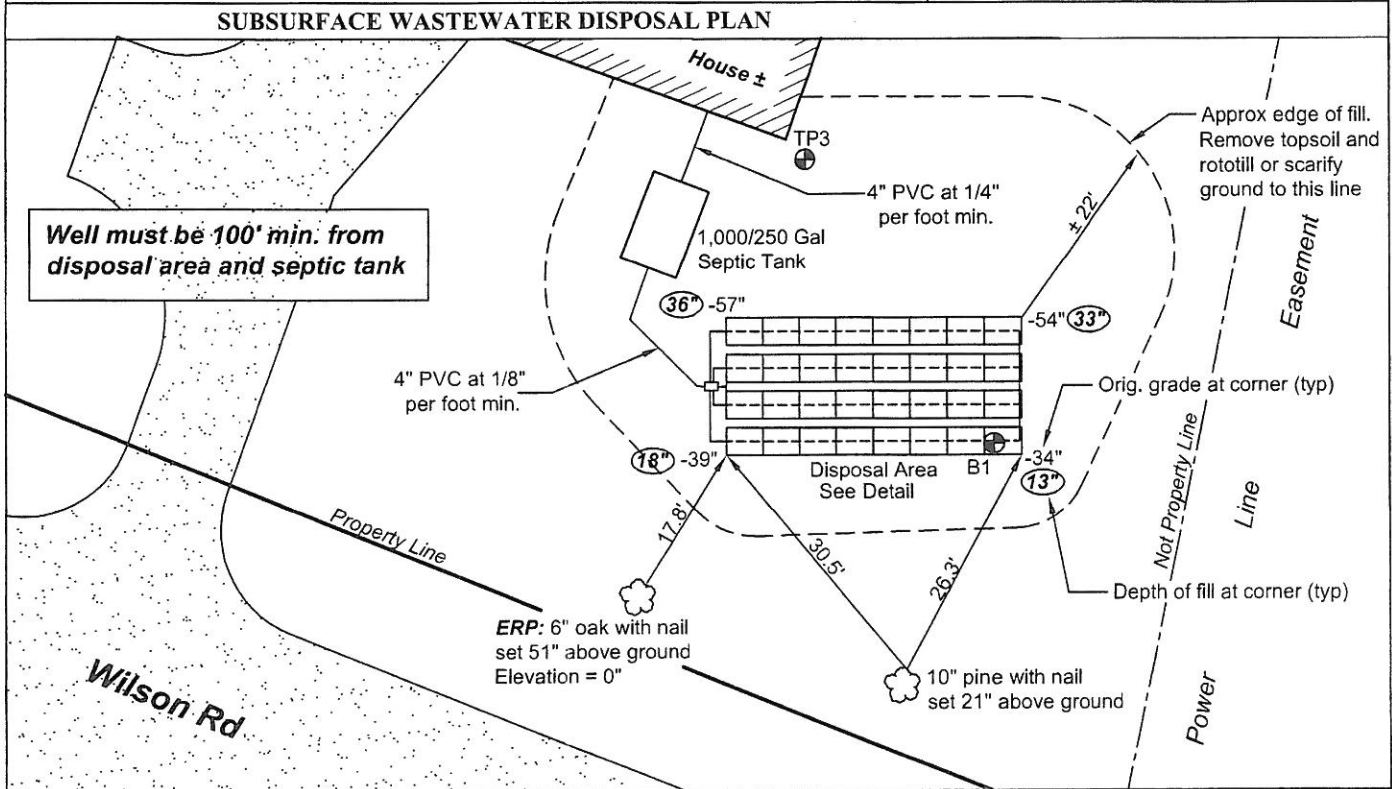 SUBSURFACE WASTEWATER DISPOSAL PLAN
House ±
TP3
Approx edge of fill.
Remove topsoil and
rototill or scarify
ground to this line
4" PVC at 1/4"
per foot min.
± 22'
Well must be 100' min. from
disposal area and septic tank
1,000/250 Gal
Septic Tank
Easement
36" -57"
-54" 33"
4" PVC at 1/8"
per foot min.
Orig. grade at corner (typ)
18" -39"
Disposal Area
See Detail
B1
-34"
13"
Not Property Line
Line
Property Line
17.8'
30.5'
26.3'
Depth of fill at corner (typ)
ERP: 6" oak with nail
set 51" above ground
Elevation = 0"
10" pine with nail
set 21" above ground
Wilson Rd
Power